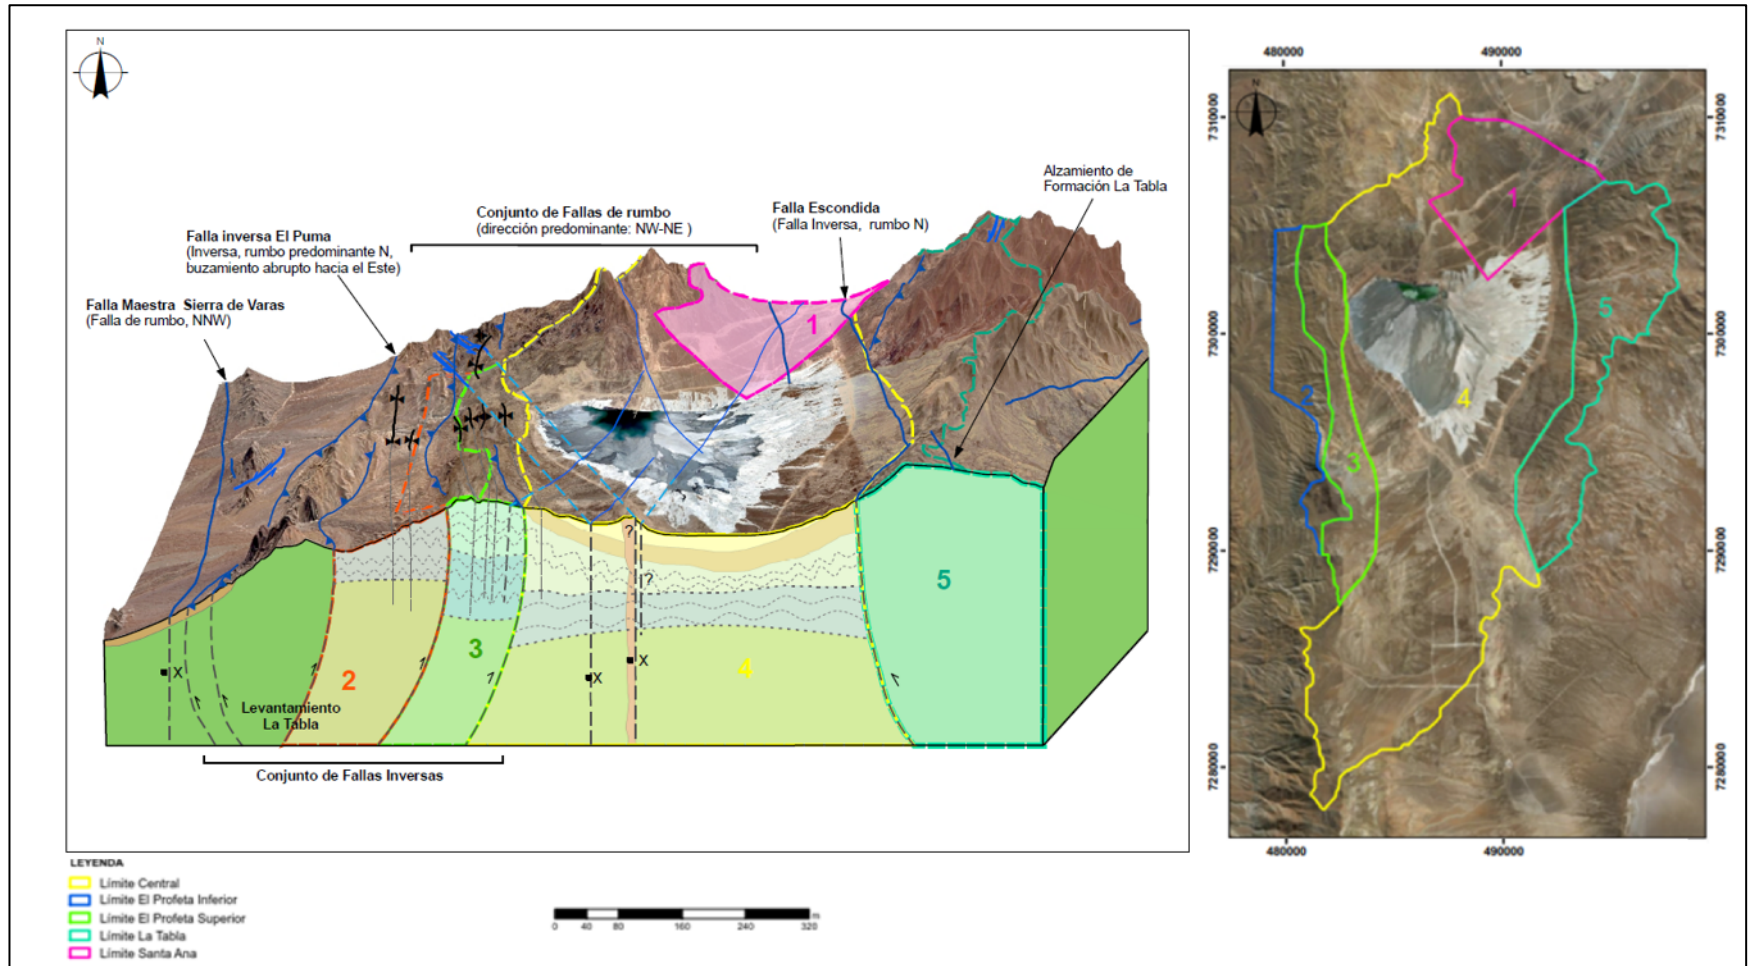 N
Alzamiento de
Formación La Tabla
Conjunto de Fallas de rumbo
(dirección predominante: NW-NE )
Falla Escondida
(Falla Inversa, rumbo N)
Falla inversa El Puma
(Inversa, rumbo predominante N,
buzamiento abrupto hacia el Este)
Falla Maestra Sierra de Varas
(Falla de rumbo, NNW)
1
?
?
?
5
3
2
4
X
X
X
Levantamiento
La Tabla
Conjunto de Fallas Inversas
480000
490000
N
7310000
7310000
1
7300000
7300000
5
2
4
3
7290000
7290000
7280000
7280000
480000
490000
LEYENDA
Límite Central
Límite El Profeta Inferior
Límite El Profeta Superior
Límite La Tabla
Límite Santa Ana
m
0 40 80 160 240 320